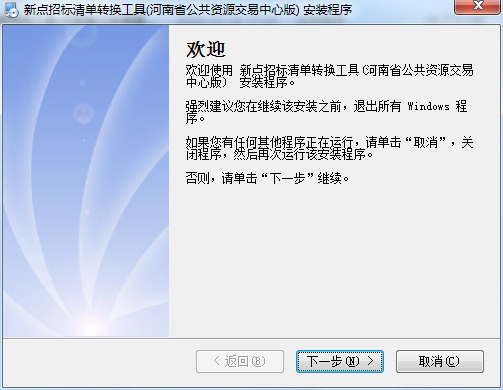 新点招标清单转换工具(河南省公共资源交易中心版) 安装程序
欢迎
欢迎使用 新点招标清单转换工具(河南省公共资源交易
中心版) 安装程序。
强烈建议您在继续该安装之前，退出所有 Windows 程
序。
如果您有任何其他程序正在运行，请单击“取消”，关
闭程序，然后再次运行该安装程序。
否则，请单击“下一步”继续。
< 返回(B)
下一步(N) >
取消(C)